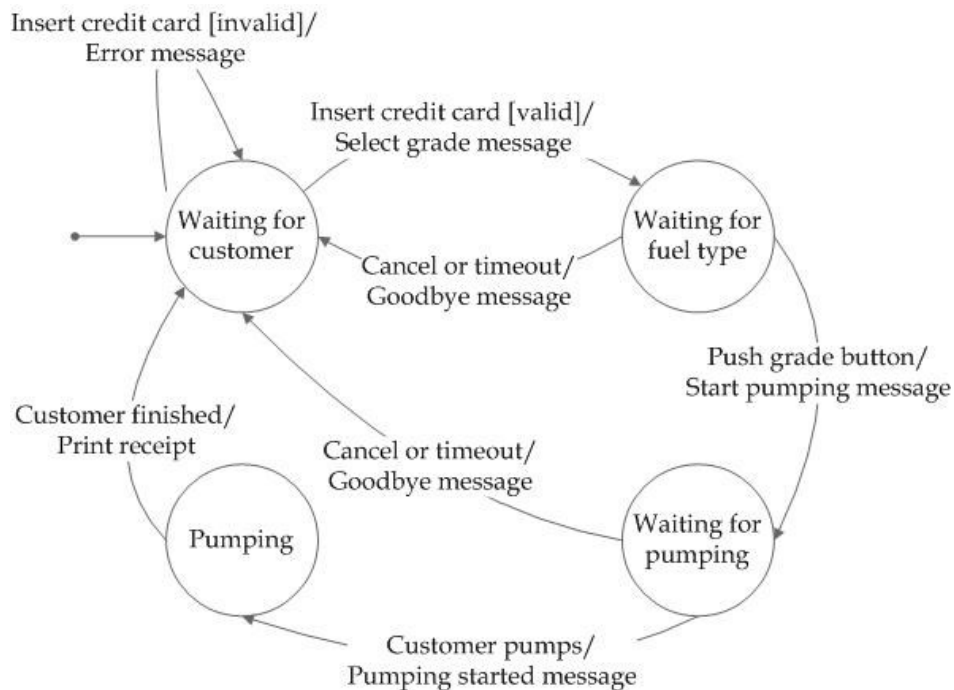 Insert credit card [invalid]/
Error message
Insert credit card [valid]/
Select grade message
Waiting for
customer
Waiting for
fuel type
Cancel or timeout/
Goodbye message
Push grade button/
Start pumping message
Customer finished/
Print receipt
Cancel or timeout/
Goodbye message
Pumping
Waiting for
pumping
Customer pumps/
Pumping started message